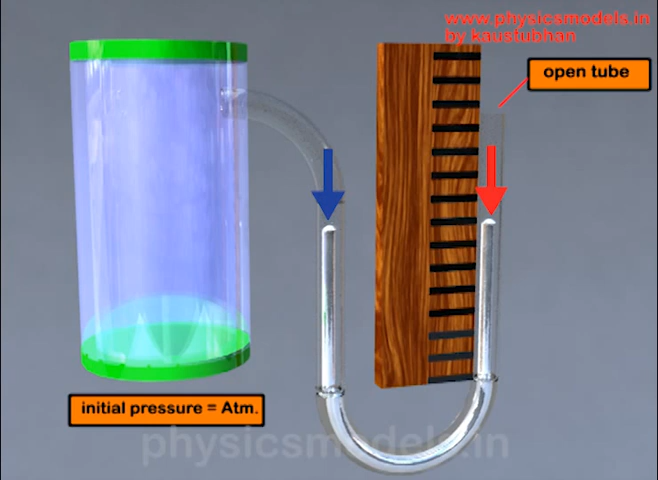 www.physicsmodels.in
by kaustubhan
open tube
initial pressure = Atm.
physicsmodels.in